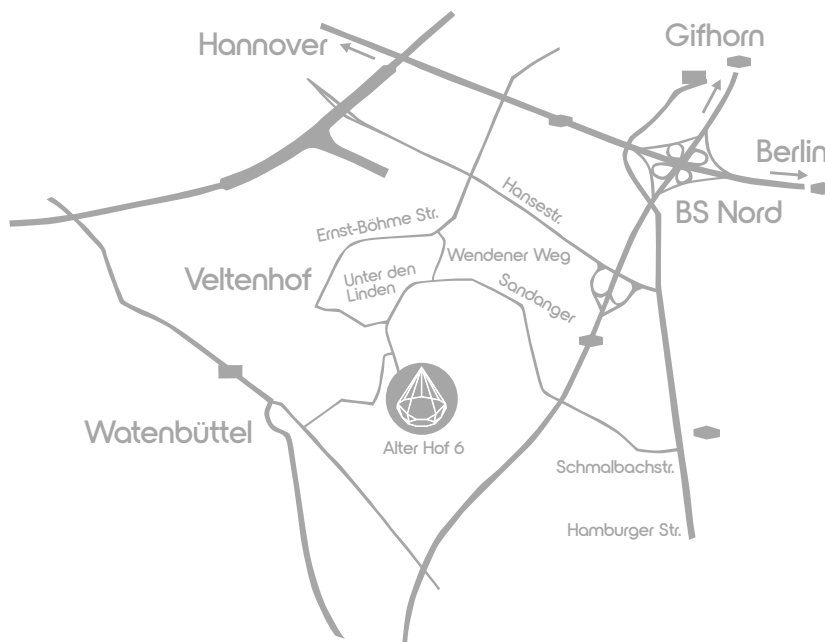 Gifhorn
Hannover
Berlin
Hansestr.
BS Nord
Ernst-Böhme Str.
Wendener Weg
Veltenhof
Unter den
Linden
Sandanger
Watenbüttel
Alter Hof 6
Schmalbachstr.
Hamburger Str.